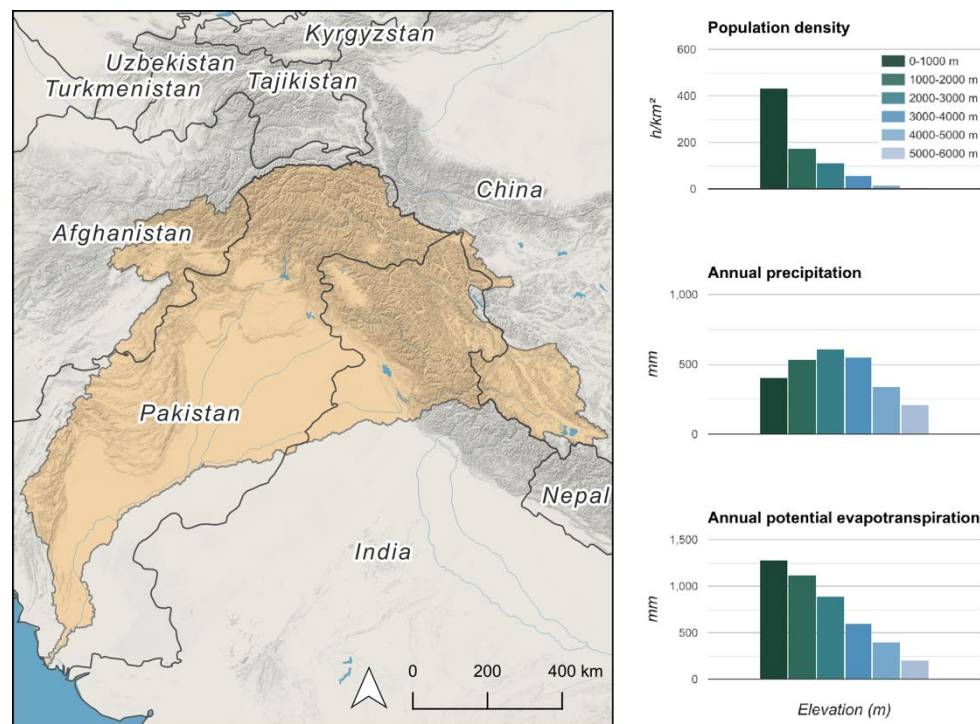 Kyrgyzstan
Uzbekistan
Tajikistan
Turkmenistan
China
Afghanistan
Pakistan
Nepal
India
0 200 400 km
Population density
600
400
200
0
h/km²
0-1000 m
1000-2000 m
2000-3000 m
3000-4000 m
4000-5000 m
5000-6000 m
Annual precipitation
1,000
500
0
mm
Annual potential evapotranspiration
1,500
1,000
500
0
mm
Elevation (m)